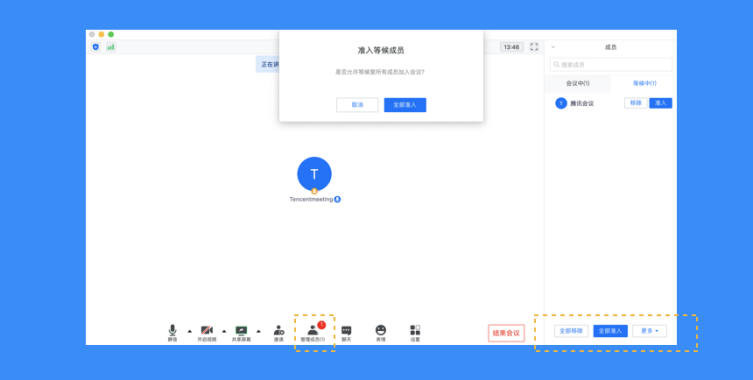 13:46
成员
正在讲
准入等候成员
是否允许等候室所有成员加入会议?
取消
全部准入
搜索成员
会议中(1)
等候中(1)
T
腾讯会议
移除
准入
T
Tencentmeeting
静音
开启视频
共享屏幕
邀请
1
管理成员(1)
聊天
表情
设置
结束会议
全部移除
全部准入
更多